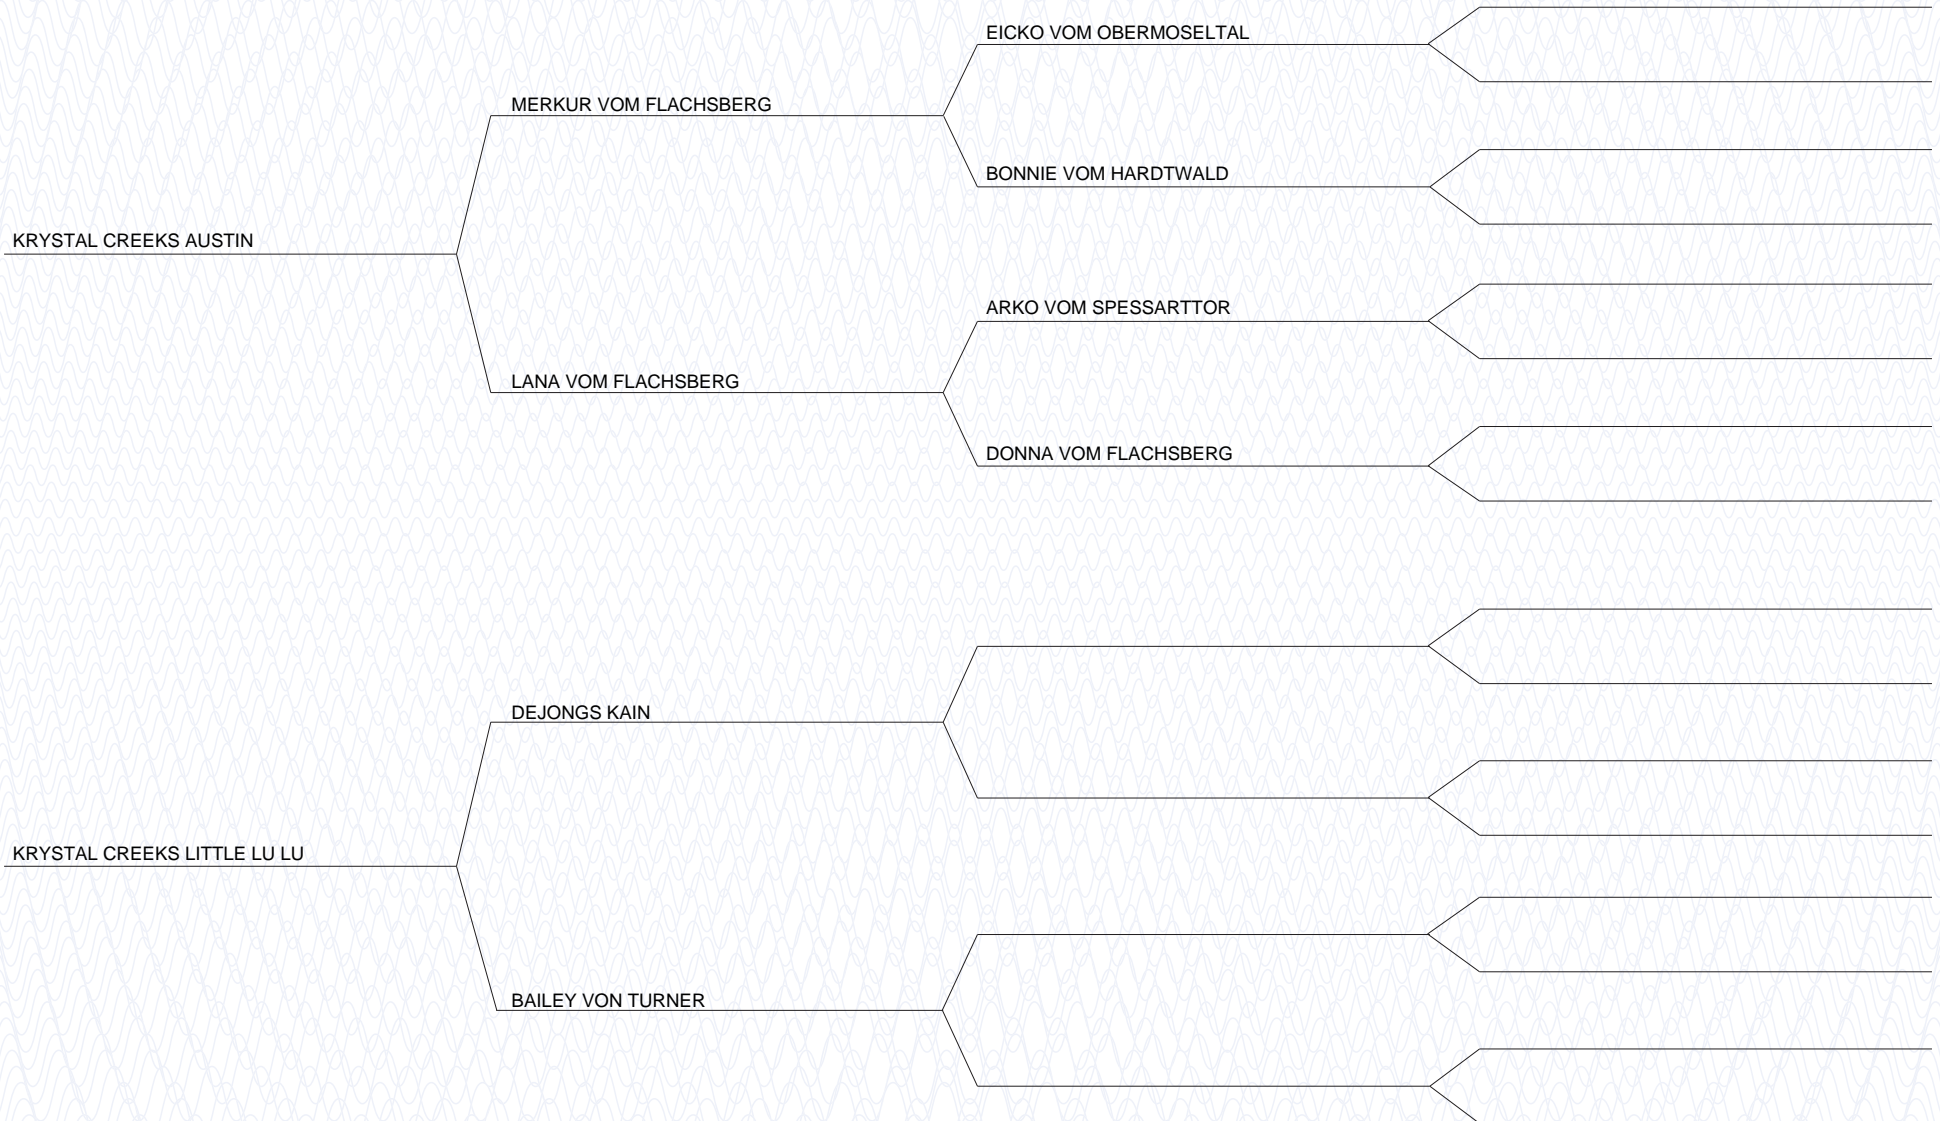 EICKO VOM OBERMOSELTAL
MERKUR VOM FLACHSBERG
BONNIE VOM HARDTWALD
KRYSTAL CREEKS AUSTIN
ARKO VOM SPESSARTTOR
LANA VOM FLACHSBERG
DONNA VOM FLACHSBERG
DEJONGS KAIN
KRYSTAL CREEKS LITTLE LU LU
BAILEY VON TURNER